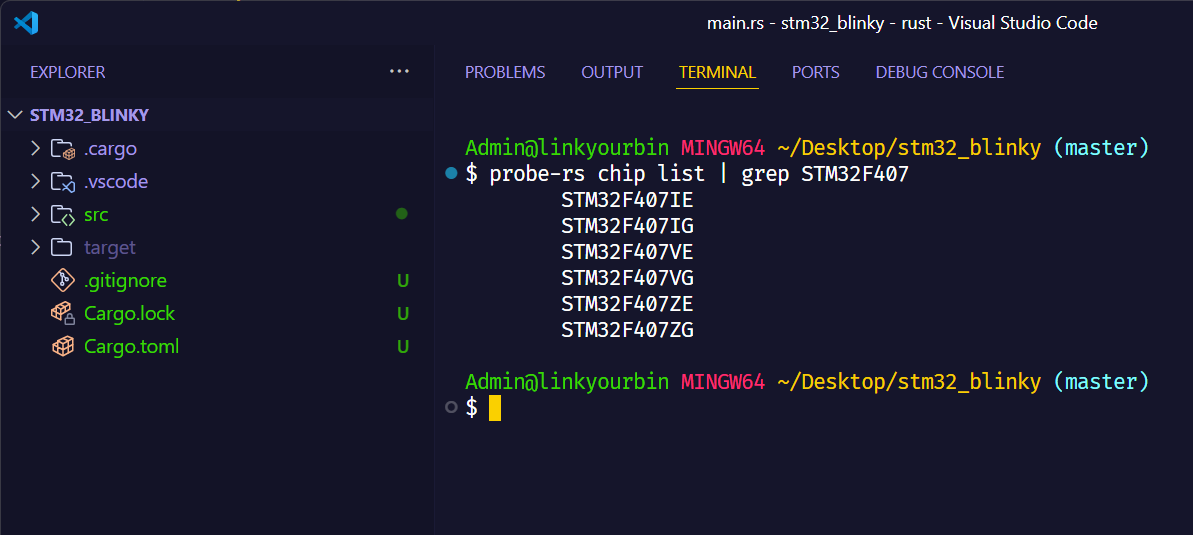 main.rs - stm32_blinky - rust - Visual Studio Code
EXPLORER
STM32_BLINKY
.cargo
.vscode
src
target
.gitignore U
Cargo.lock U
Cargo.toml U
PROBLEMS OUTPUT TERMINAL PORTS DEBUG CONSOLE
Admin@linkyourbin MINGW64 ~/Desktop/stm32_blinky (master)
$ probe-rs chip list | grep STM32F407
STM32F407IE
STM32F407IG
STM32F407VE
STM32F407VG
STM32F407ZE
STM32F407ZG
Admin@linkyourbin MINGW64 ~/Desktop/stm32_blinky (master)
$